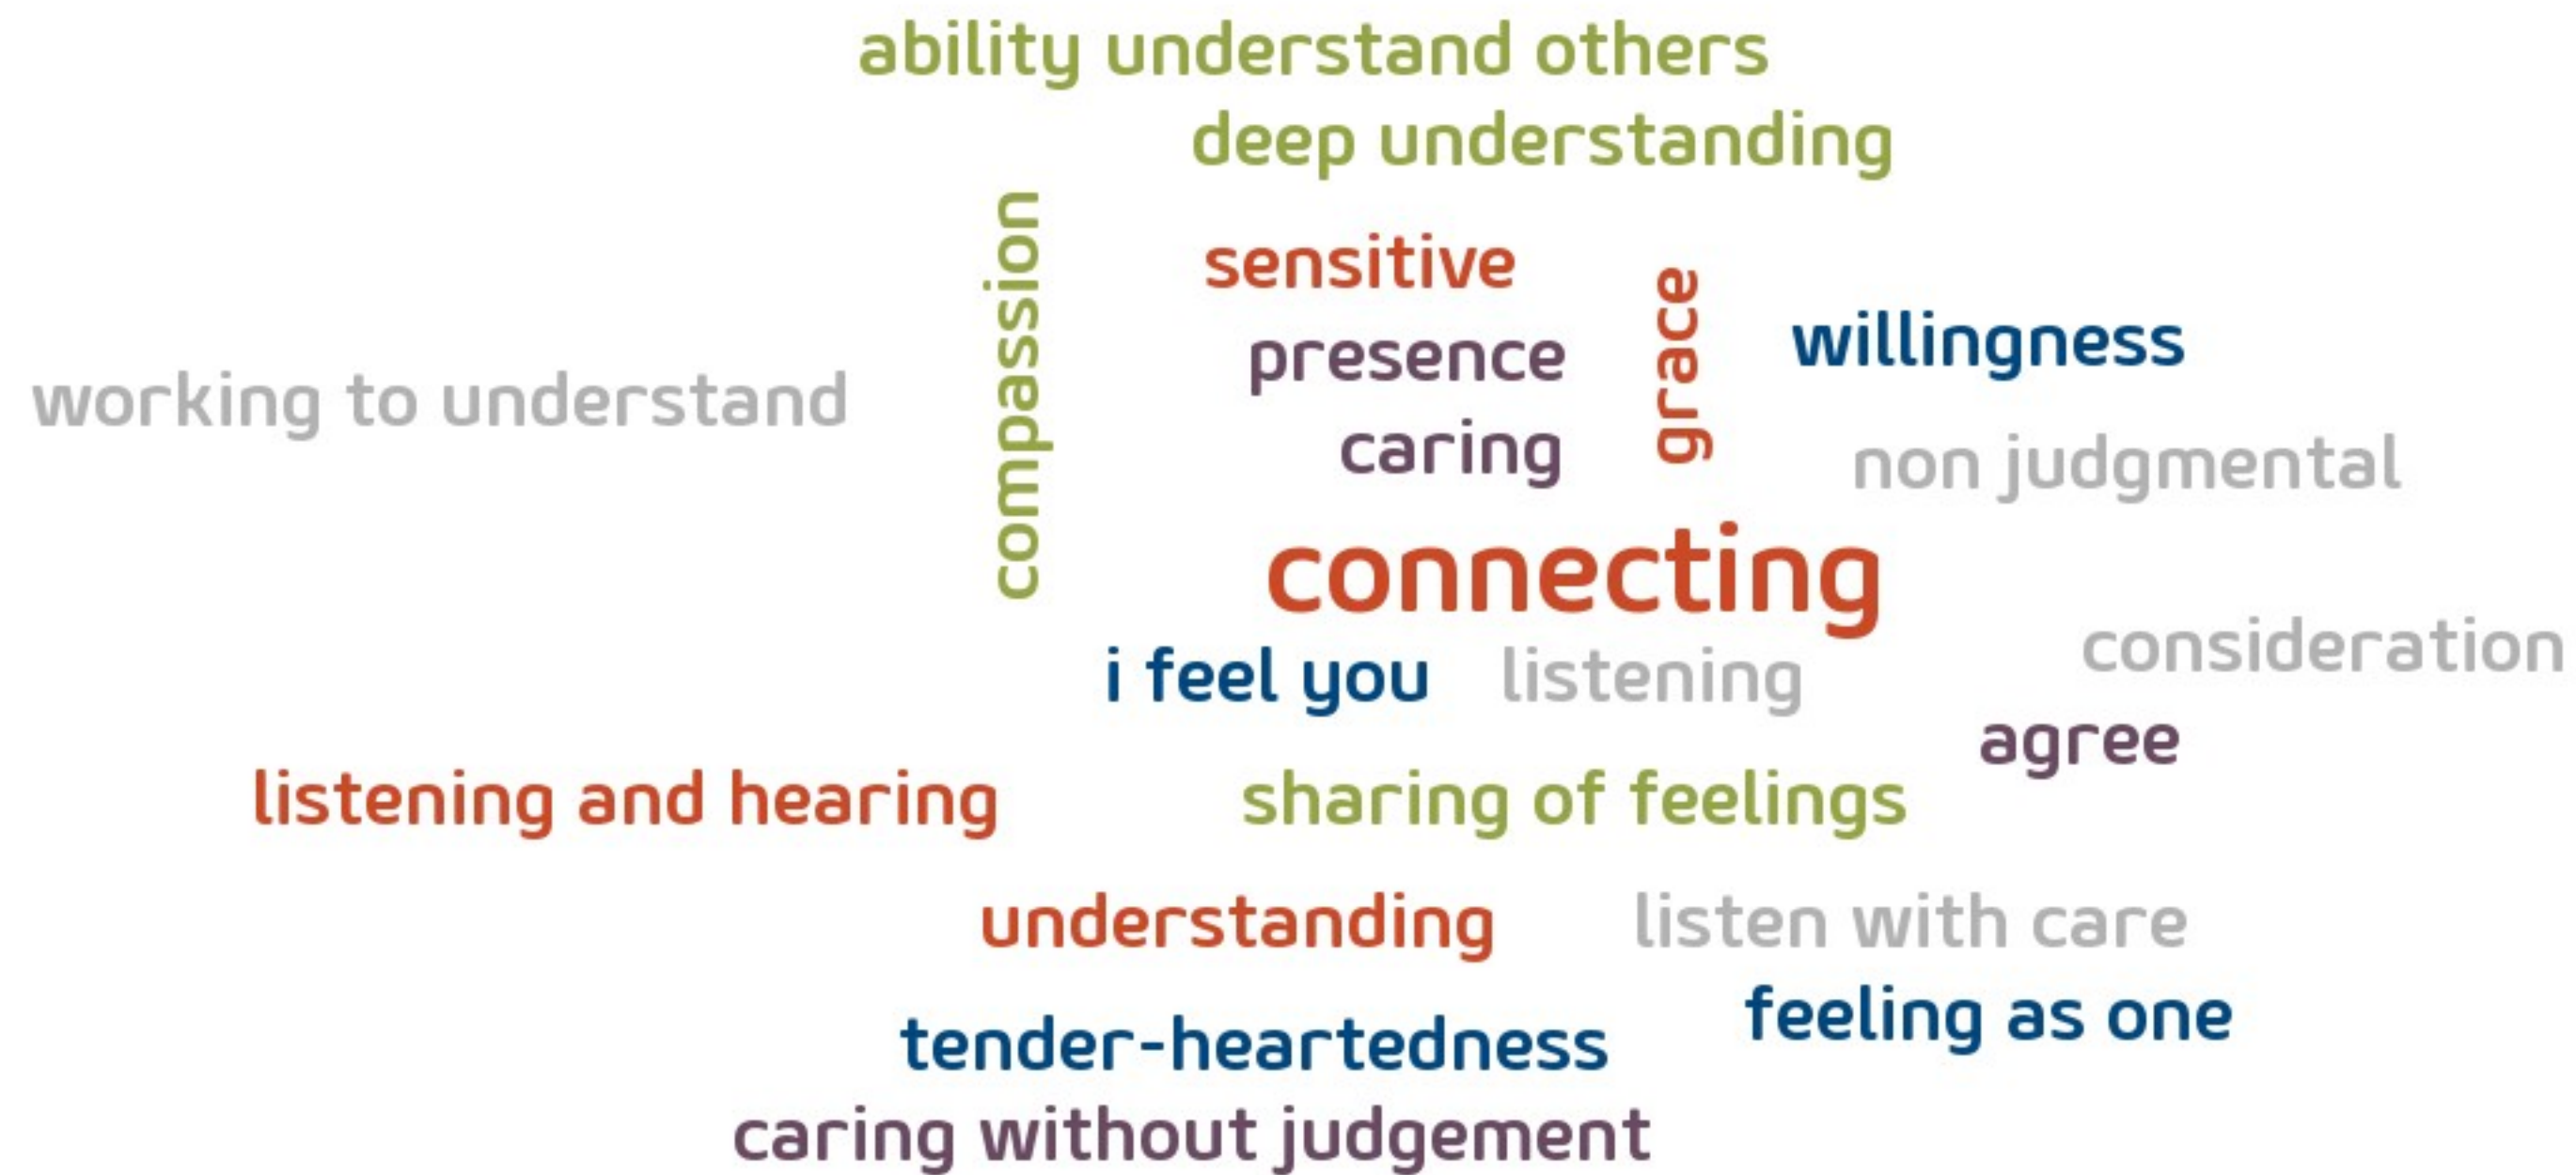 ability understand others
deep understanding
compassion
sensitive
grace
willingness
presence
working to understand
caring
non judgmental
connecting
consideration
i feel you
listening
agree
listening and hearing
sharing of feelings
understanding
listen with care
feeling as one
tender-heartedness
caring without judgement